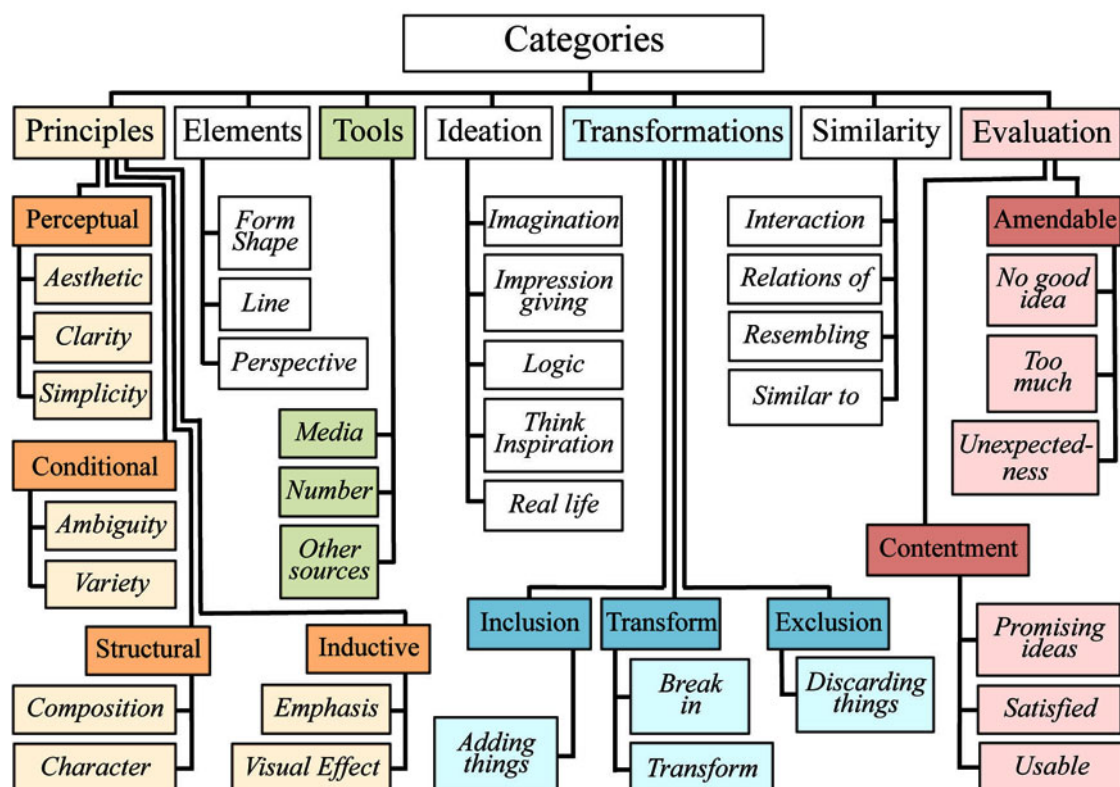 Categories
Principles
Elements
Tools
Ideation
Transformations
Similarity
Evaluation
Perceptual
Aesthetic
Clarity
Simplicity
Conditional
Ambiguity
Variety
Structural
Composition
Character
Inductive
Emphasis
Visual Effect
Form
Shape
Line
Perspective
Media
Number
Other
sources
Imagination
Impression
giving
Logic
Think
Inspiration
Real life
Inclusion
Adding
things
Transform
Break
in
Transform
Exclusion
Discarding
things
Interaction
Relations of
Resembling
Similar to
Amendable
No good
idea
Too
much
Unexpected-
ness
Contentment
Promising
ideas
Satisfied
Usable